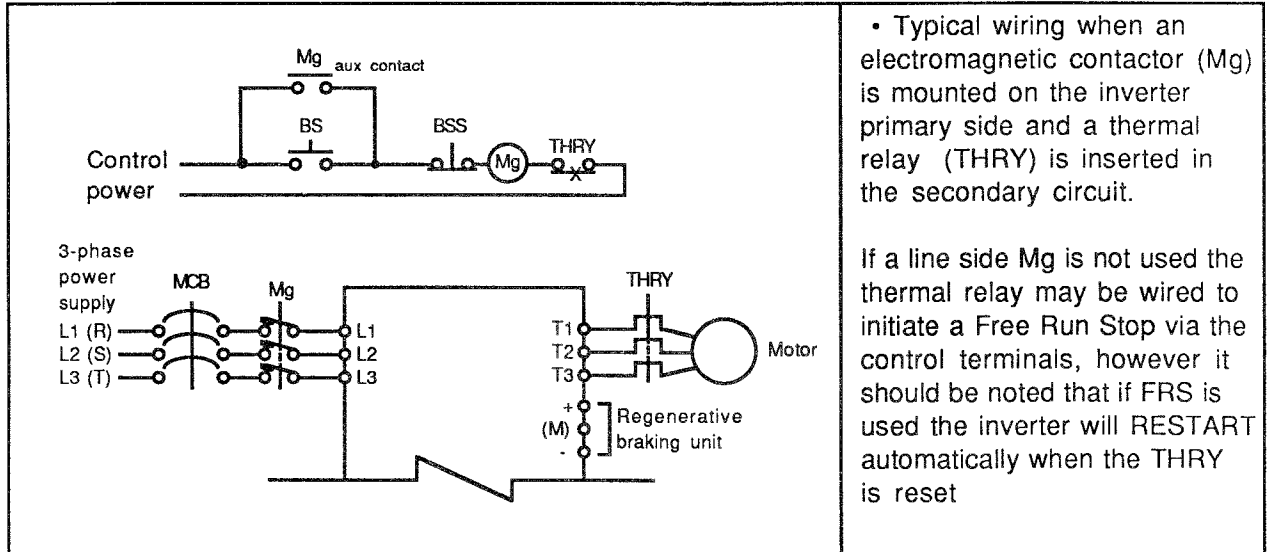 Mg aux contact
BS
BSS
Mg
THRY
Control
power
3-phase
power
supply
MCB
Mg
THRY
L1 (R)
L1
T1
L2 (S)
L2
T2
Motor
L3 (T)
L3
T3
+
(M)
-
Regenerative
braking unit
• Typical wiring when an
electromagnetic contactor (Mg)
is mounted on the inverter
primary side and a thermal
relay (THRY) is inserted in
the secondary circuit.
If a line side Mg is not used the
thermal relay may be wired to
initiate a Free Run Stop via the
control terminals, however it
should be noted that if FRS is
used the inverter will RESTART
automatically when the THRY
is reset